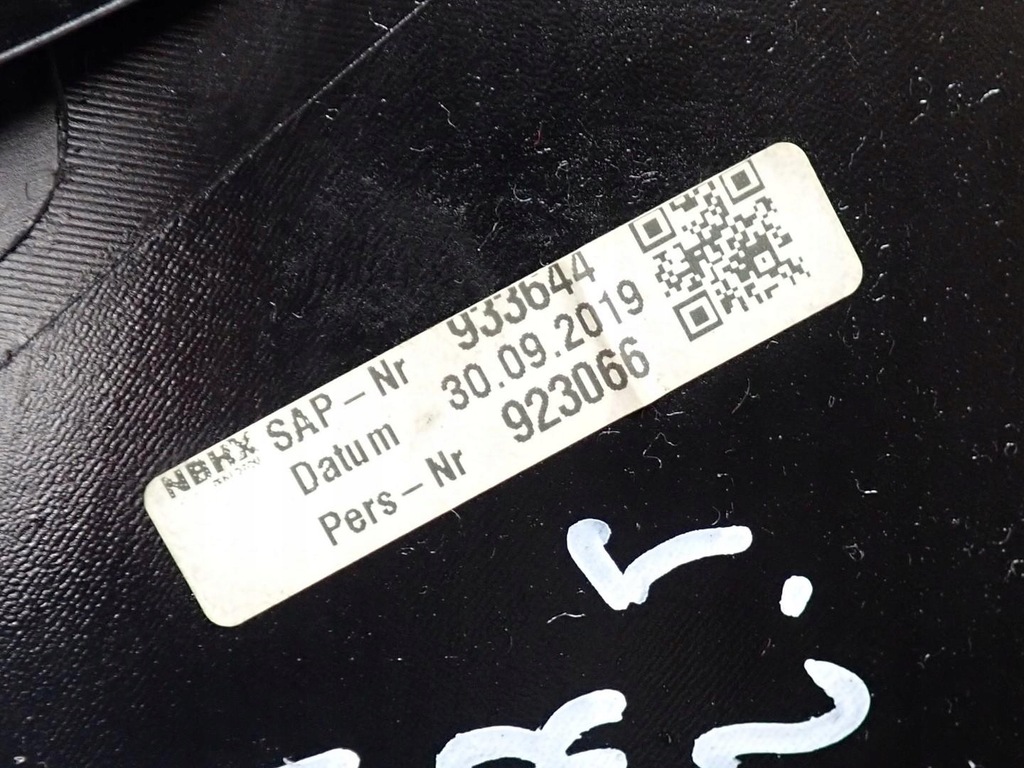 NBHX SAP-Nr 933644
Datum 30.09.2019
Pers-Nr 923066